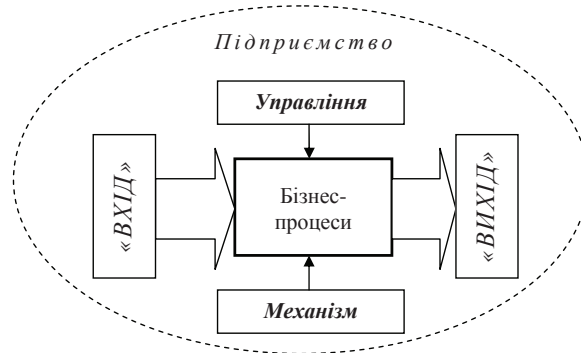 Підприємство
Управління
«ВХІД»
Бізнес-
процеси
«ВИХІД»
Механізм